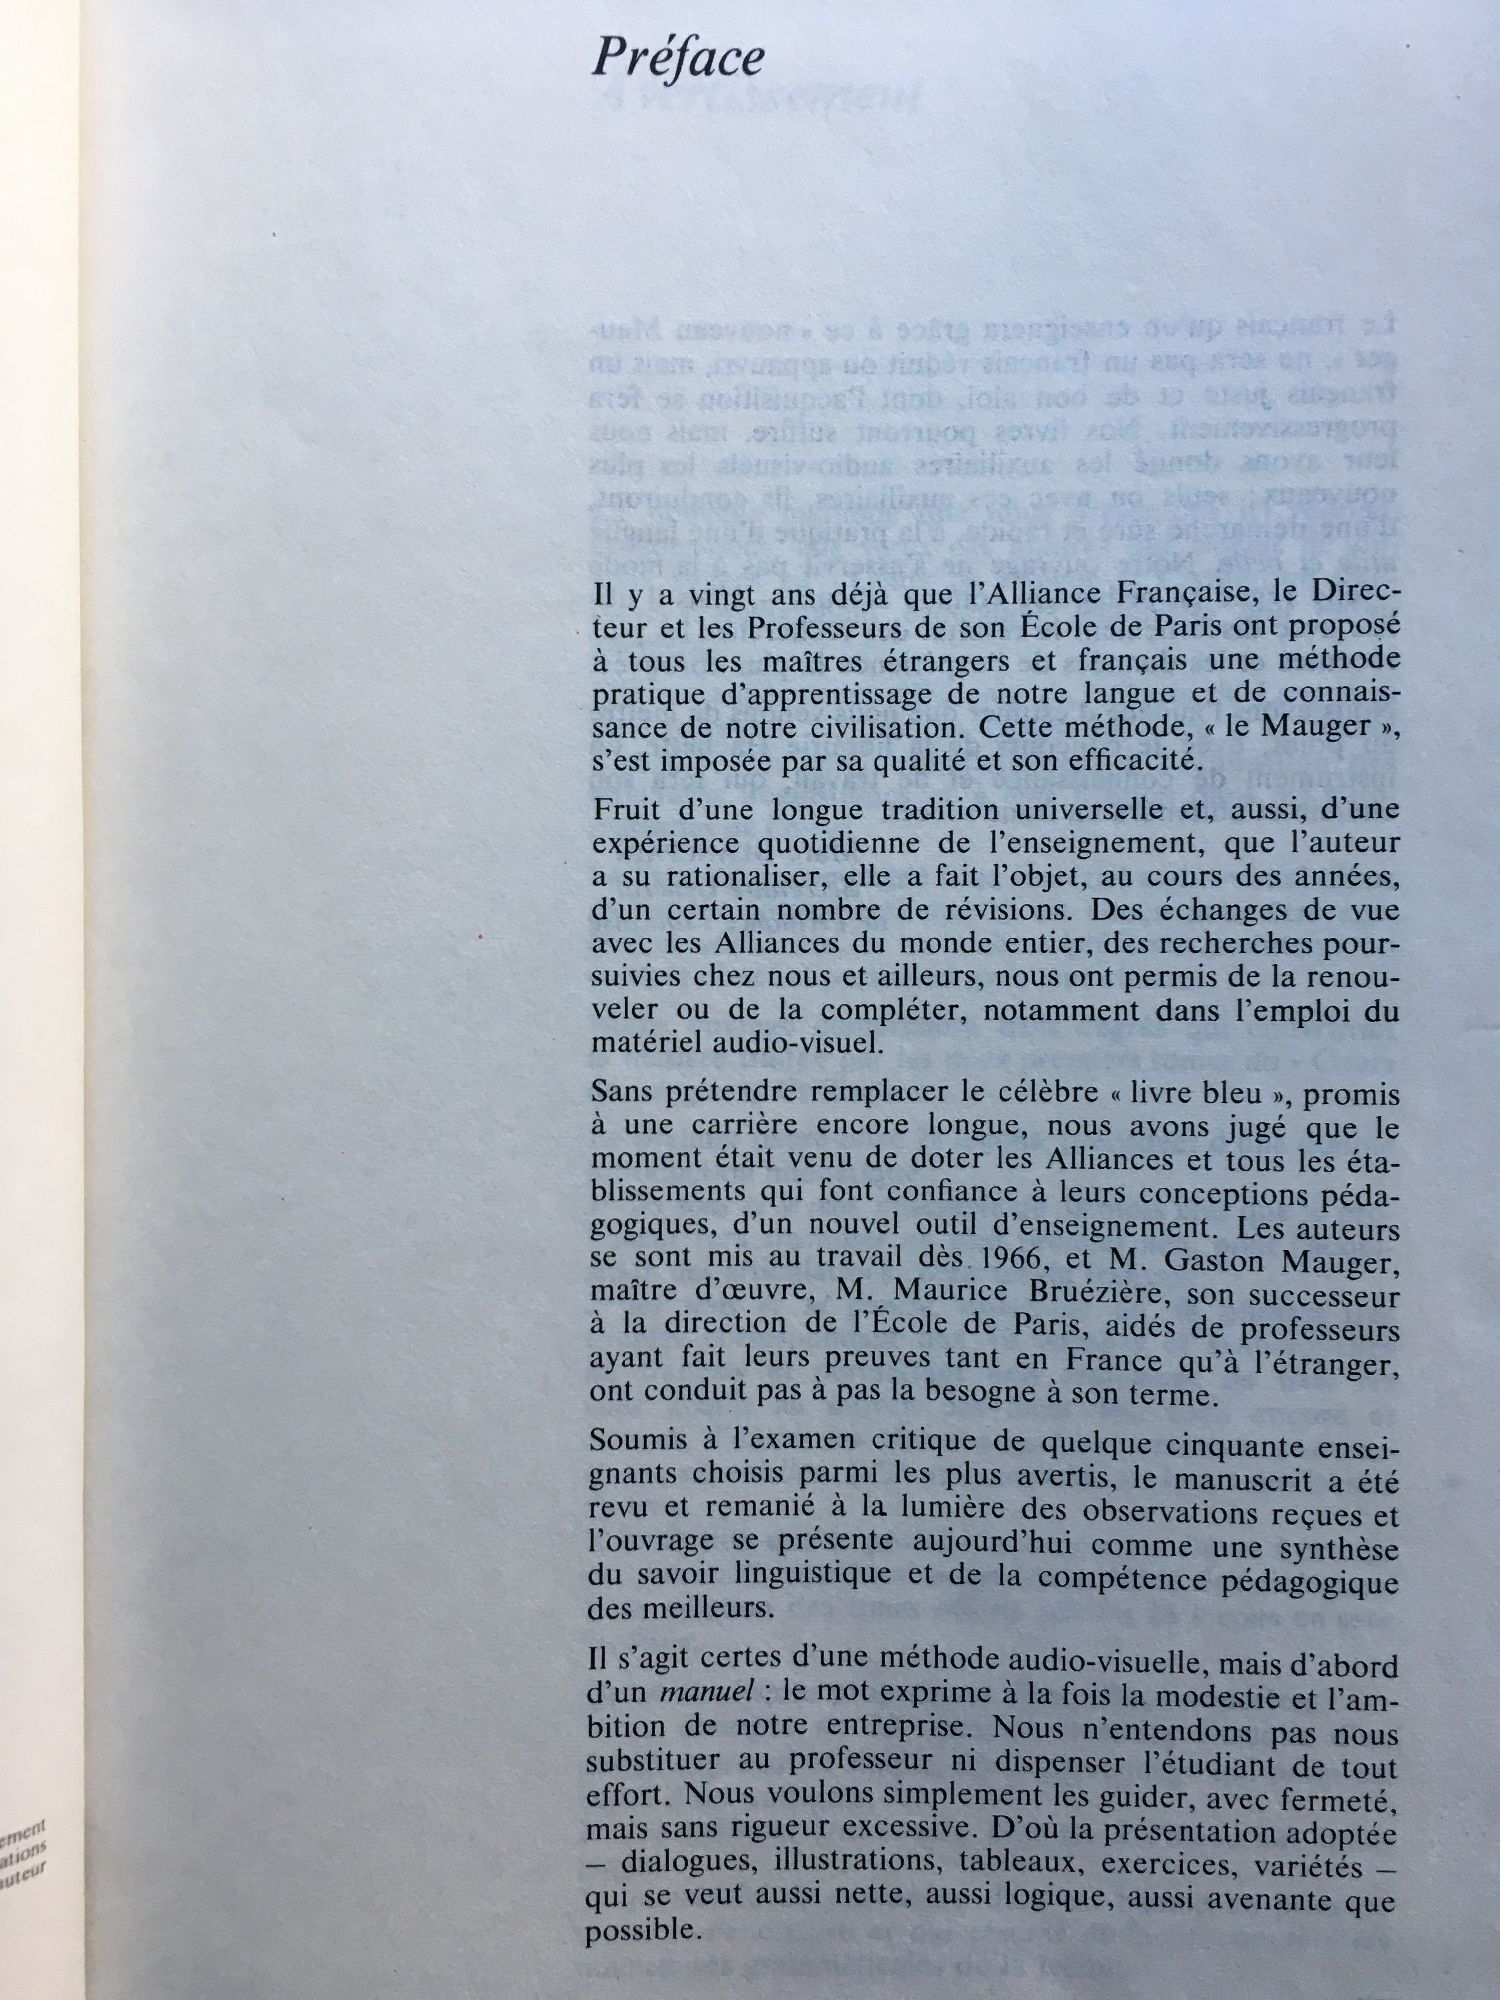 Préface
Il y a vingt ans déjà que l'Alliance Française, le Direc-
teur et les Professeurs de son École de Paris ont proposé
à tous les maîtres étrangers et français une méthode
pratique d'apprentissage de notre langue et de connais-
sance de notre civilisation. Cette méthode, « le Mauger »,
s'est imposée par sa qualité et son efficacité.
Fruit d'une longue tradition universelle et, aussi, d'une
expérience quotidienne de l'enseignement, que l'auteur
a su rationaliser, elle a fait l'objet, au cours des années,
d'un certain nombre de révisions. Des échanges de vue
avec les Alliances du monde entier, des recherches pour-
suivies chez nous et ailleurs, nous ont permis de la renou-
veler ou de la compléter, notamment dans l'emploi du
matériel audio-visuel.
Sans prétendre remplacer le célèbre « livre bleu », promis
à une carrière encore longue, nous avons jugé que le
moment était venu de doter les Alliances et tous les éta-
blissements qui font confiance à leurs conceptions péda-
gogiques, d'un nouvel outil d'enseignement. Les auteurs
se sont mis au travail dès 1966, et M. Gaston Mauger,
maître d'œuvre, M. Maurice Bruézière, son successeur
à la direction de l'École de Paris, aidés de professeurs
ayant fait leurs preuves tant en France qu'à l'étranger,
ont conduit pas à pas la besogne à son terme.
Soumis à l'examen critique de quelque cinquante ensei-
gnants choisis parmi les plus avertis, le manuscrit a été
revu et remanié à la lumière des observations reçues et
l'ouvrage se présente aujourd'hui comme une synthèse
du savoir linguistique et de la compétence pédagogique
des meilleurs.
Il s'agit certes d'une méthode audio-visuelle, mais d'abord
d'un manuel : le mot exprime à la fois la modestie et l'am-
bition de notre entreprise. Nous n'entendons pas nous
substituer au professeur ni dispenser l'étudiant de tout
effort. Nous voulons simplement les guider, avec fermeté,
mais sans rigueur excessive. D'où la présentation adoptée
— dialogues, illustrations, tableaux, exercices, variétés —
qui se veut aussi nette, aussi logique, aussi avenante que
possible.